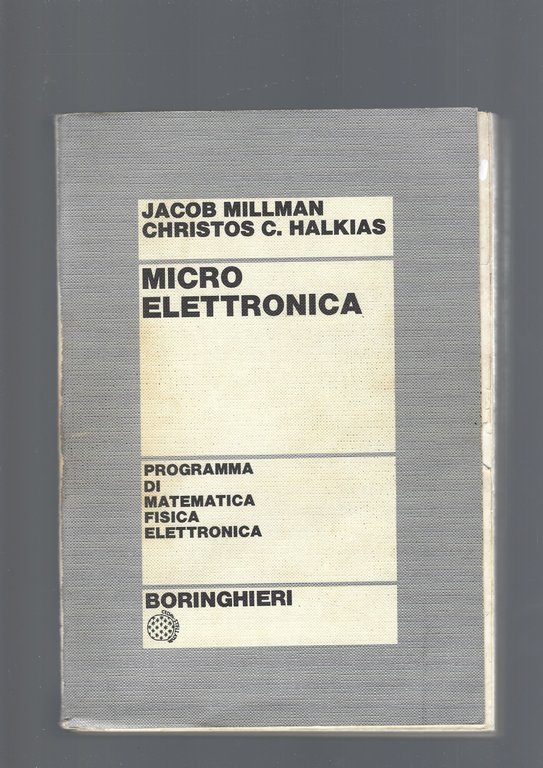 JACOB MILLMAN
CHRISTOS C. HALKIAS
MICRO
ELETTRONICA
PROGRAMMA
DI
MATEMATICA
FISICA
ELETTRONICA
BORINGHIERI